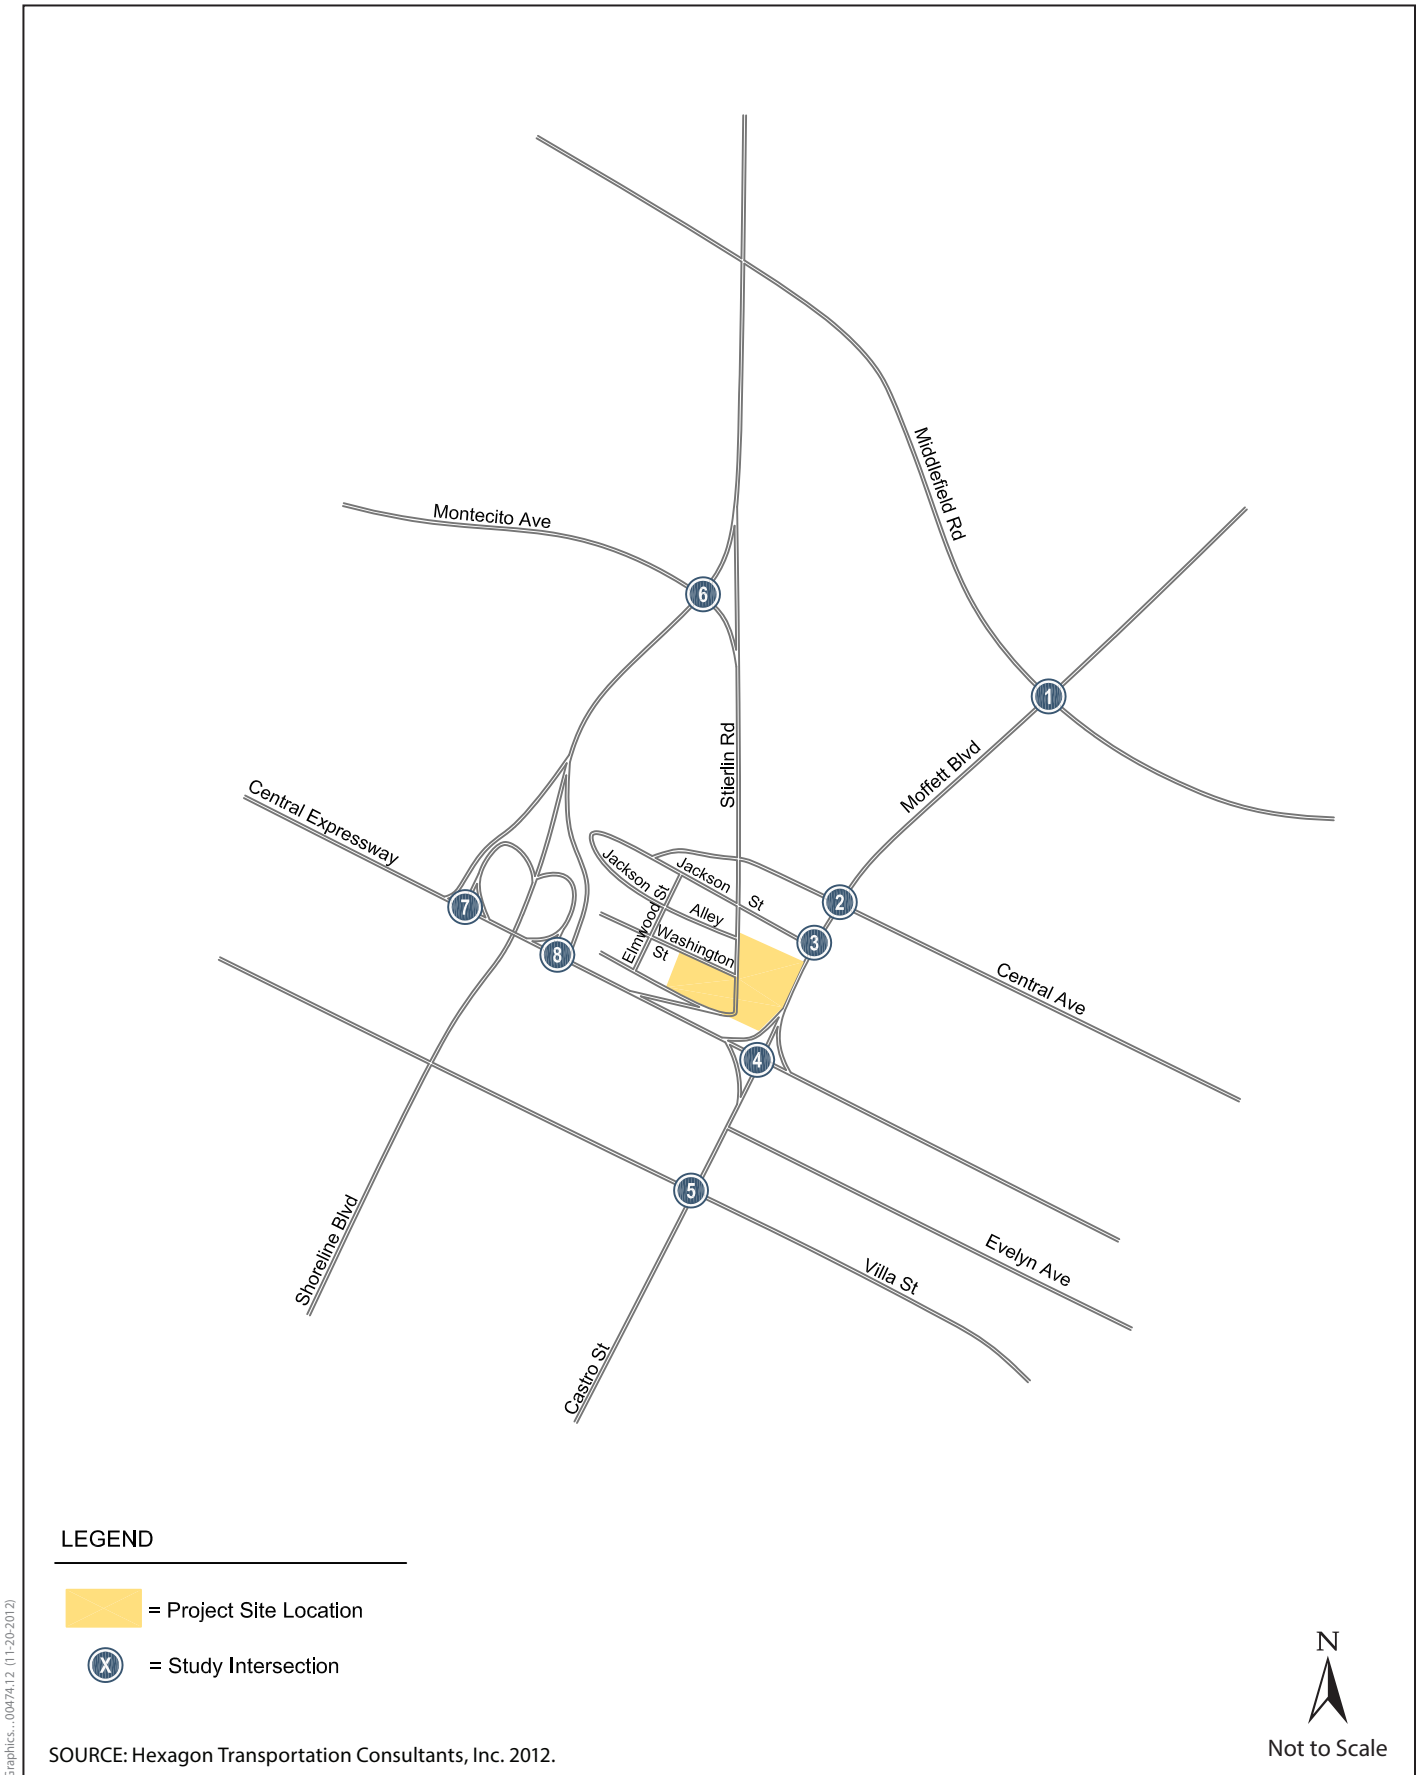 Middlefield Rd
Montecito Ave
6
1
Stierlin Rd
Moffett Blvd
Central Expressway
Jackson St
Jackson Alley
Elmwood St
Washington St
2
3
7
8
Central Ave
4
5
Shoreline Blvd
Evelyn Ave
Villa St
Castro St
LEGEND
= Project Site Location
X = Study Intersection
N
Not to Scale
SOURCE: Hexagon Transportation Consultants, Inc. 2012.
Graphics...00474.12 (11-20-2012)